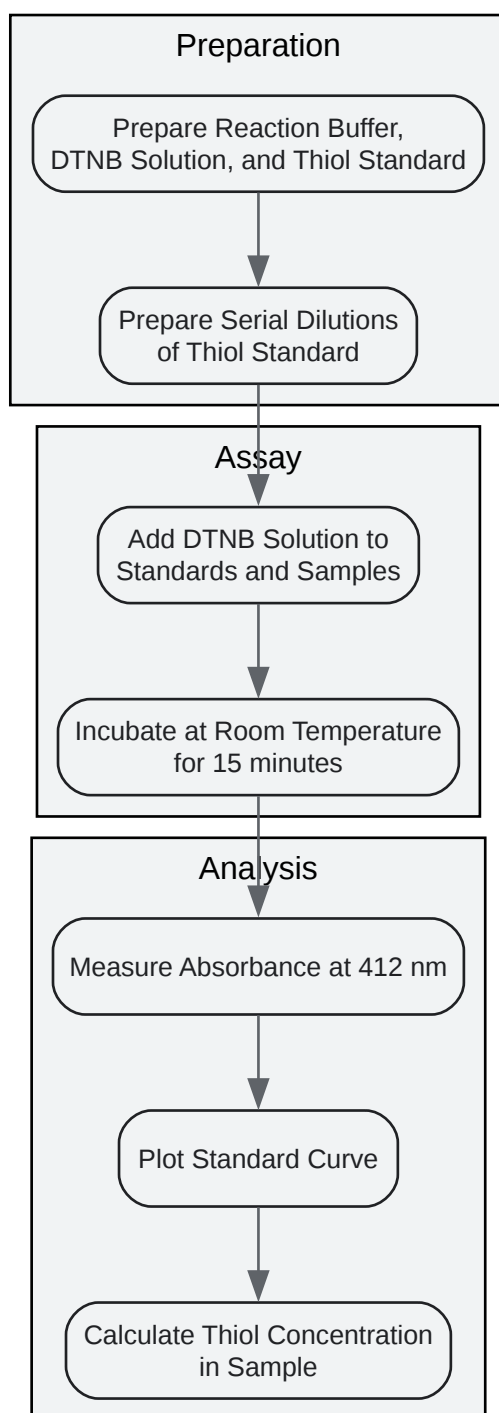 Preparation
Prepare Reaction Buffer,
DTNB Solution, and Thiol Standard
Prepare Serial Dilutions
of Thiol Standard
Assay
Add DTNB Solution to
Standards and Samples
Incubate at Room Temperature
for 15 minutes
Analysis
Measure Absorbance at 412 nm
Plot Standard Curve
Calculate Thiol Concentration
in Sample